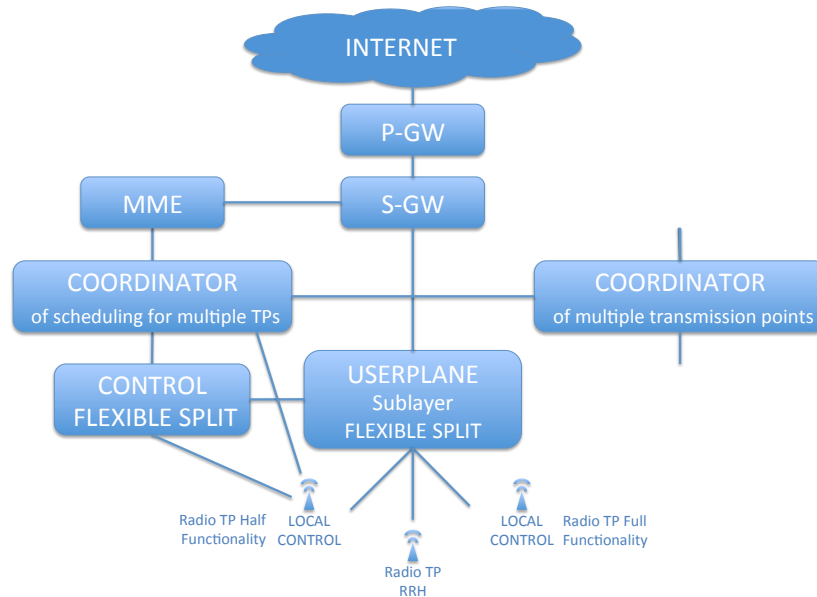 INTERNET
P-GW
MME
S-GW
COORDINATOR
of scheduling for multiple TPs
COORDINATOR
of multiple transmission points
CONTROL
FLEXIBLE SPLIT
USERPLANE
Sublayer
FLEXIBLE SPLIT
Radio TP Half
Functionality
LOCAL
CONTROL
LOCAL
CONTROL
Radio TP Full
Functionality
Radio TP
RRH